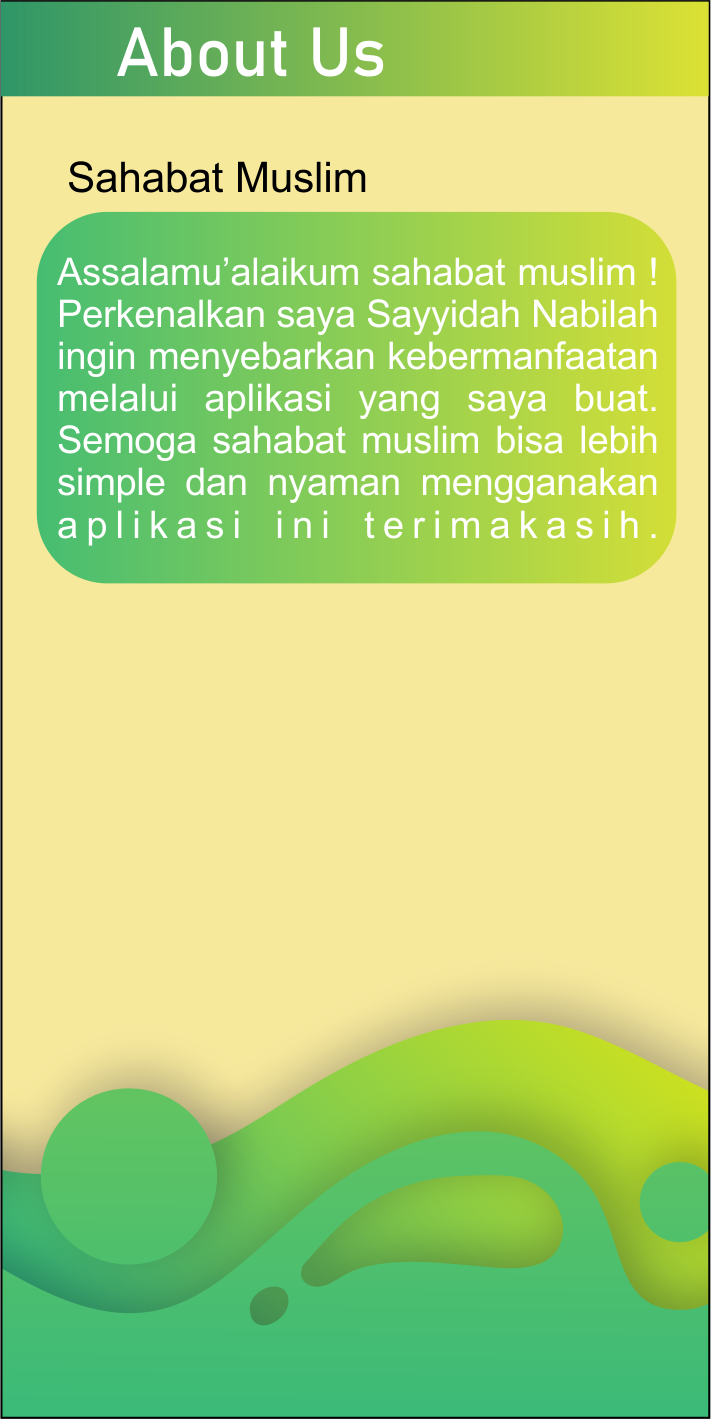 About Us
Sahabat Muslim
Assalamu’alaikum sahabat muslim !
Perkenalkan saya Sayyidah Nabilah
ingin menyebarkan kebermanfaatan
melalui aplikasi yang saya buat.
Semoga sahabat muslim bisa lebih
simple dan nyaman mengganakan
aplikasi ini terimakasih.